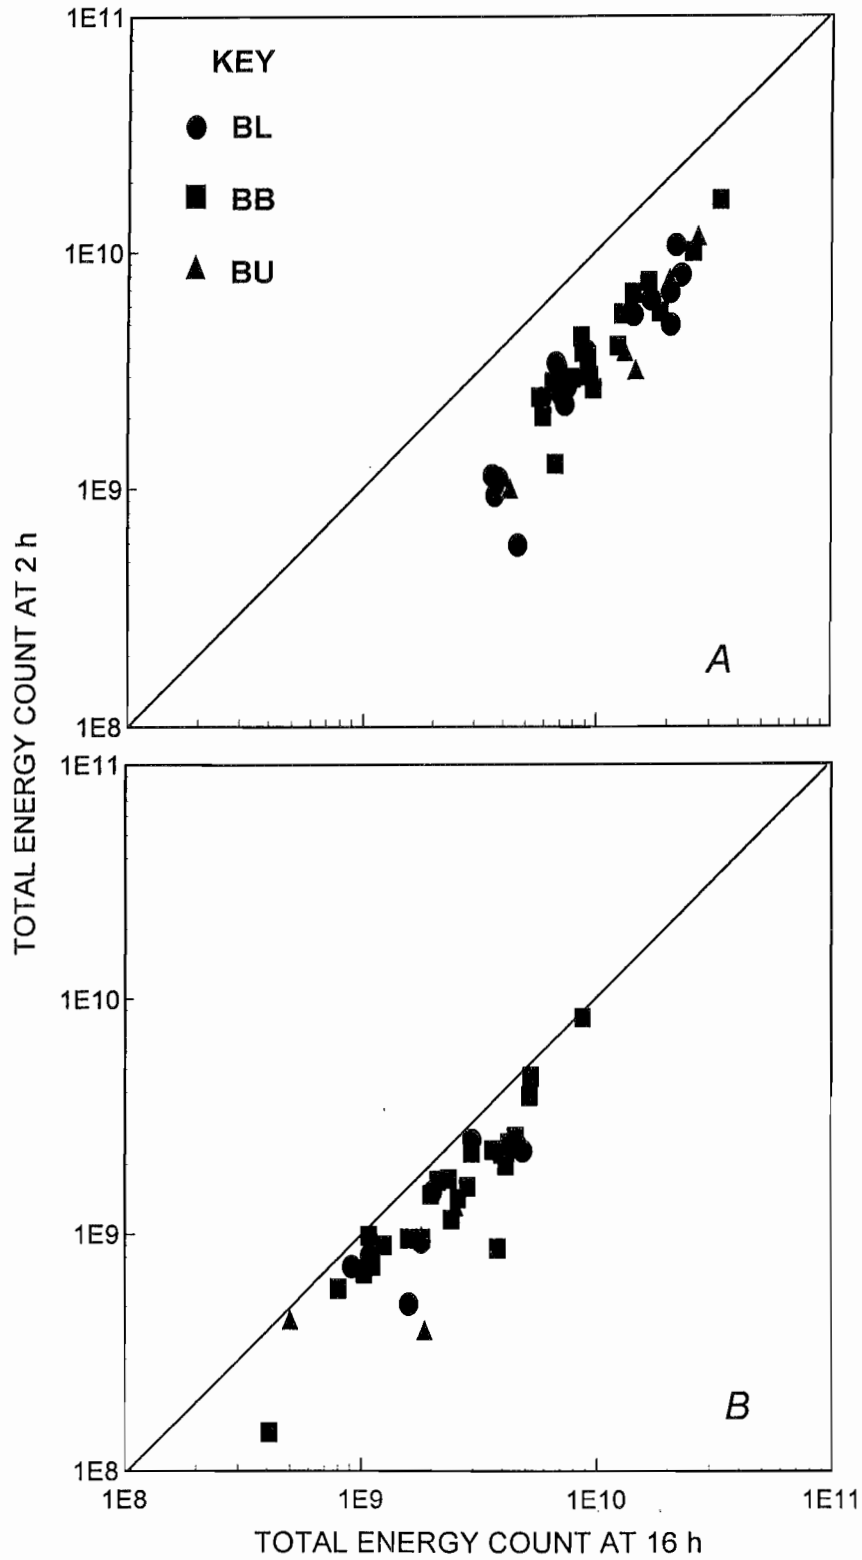 1E11
KEY
BL
BB
BU
1E10
1E9
1E8
A
TOTAL ENERGY COUNT AT 2 h
1E11
1E10
1E9
1E8
B
1E8
1E9
1E10
1E11
TOTAL ENERGY COUNT AT 16 h